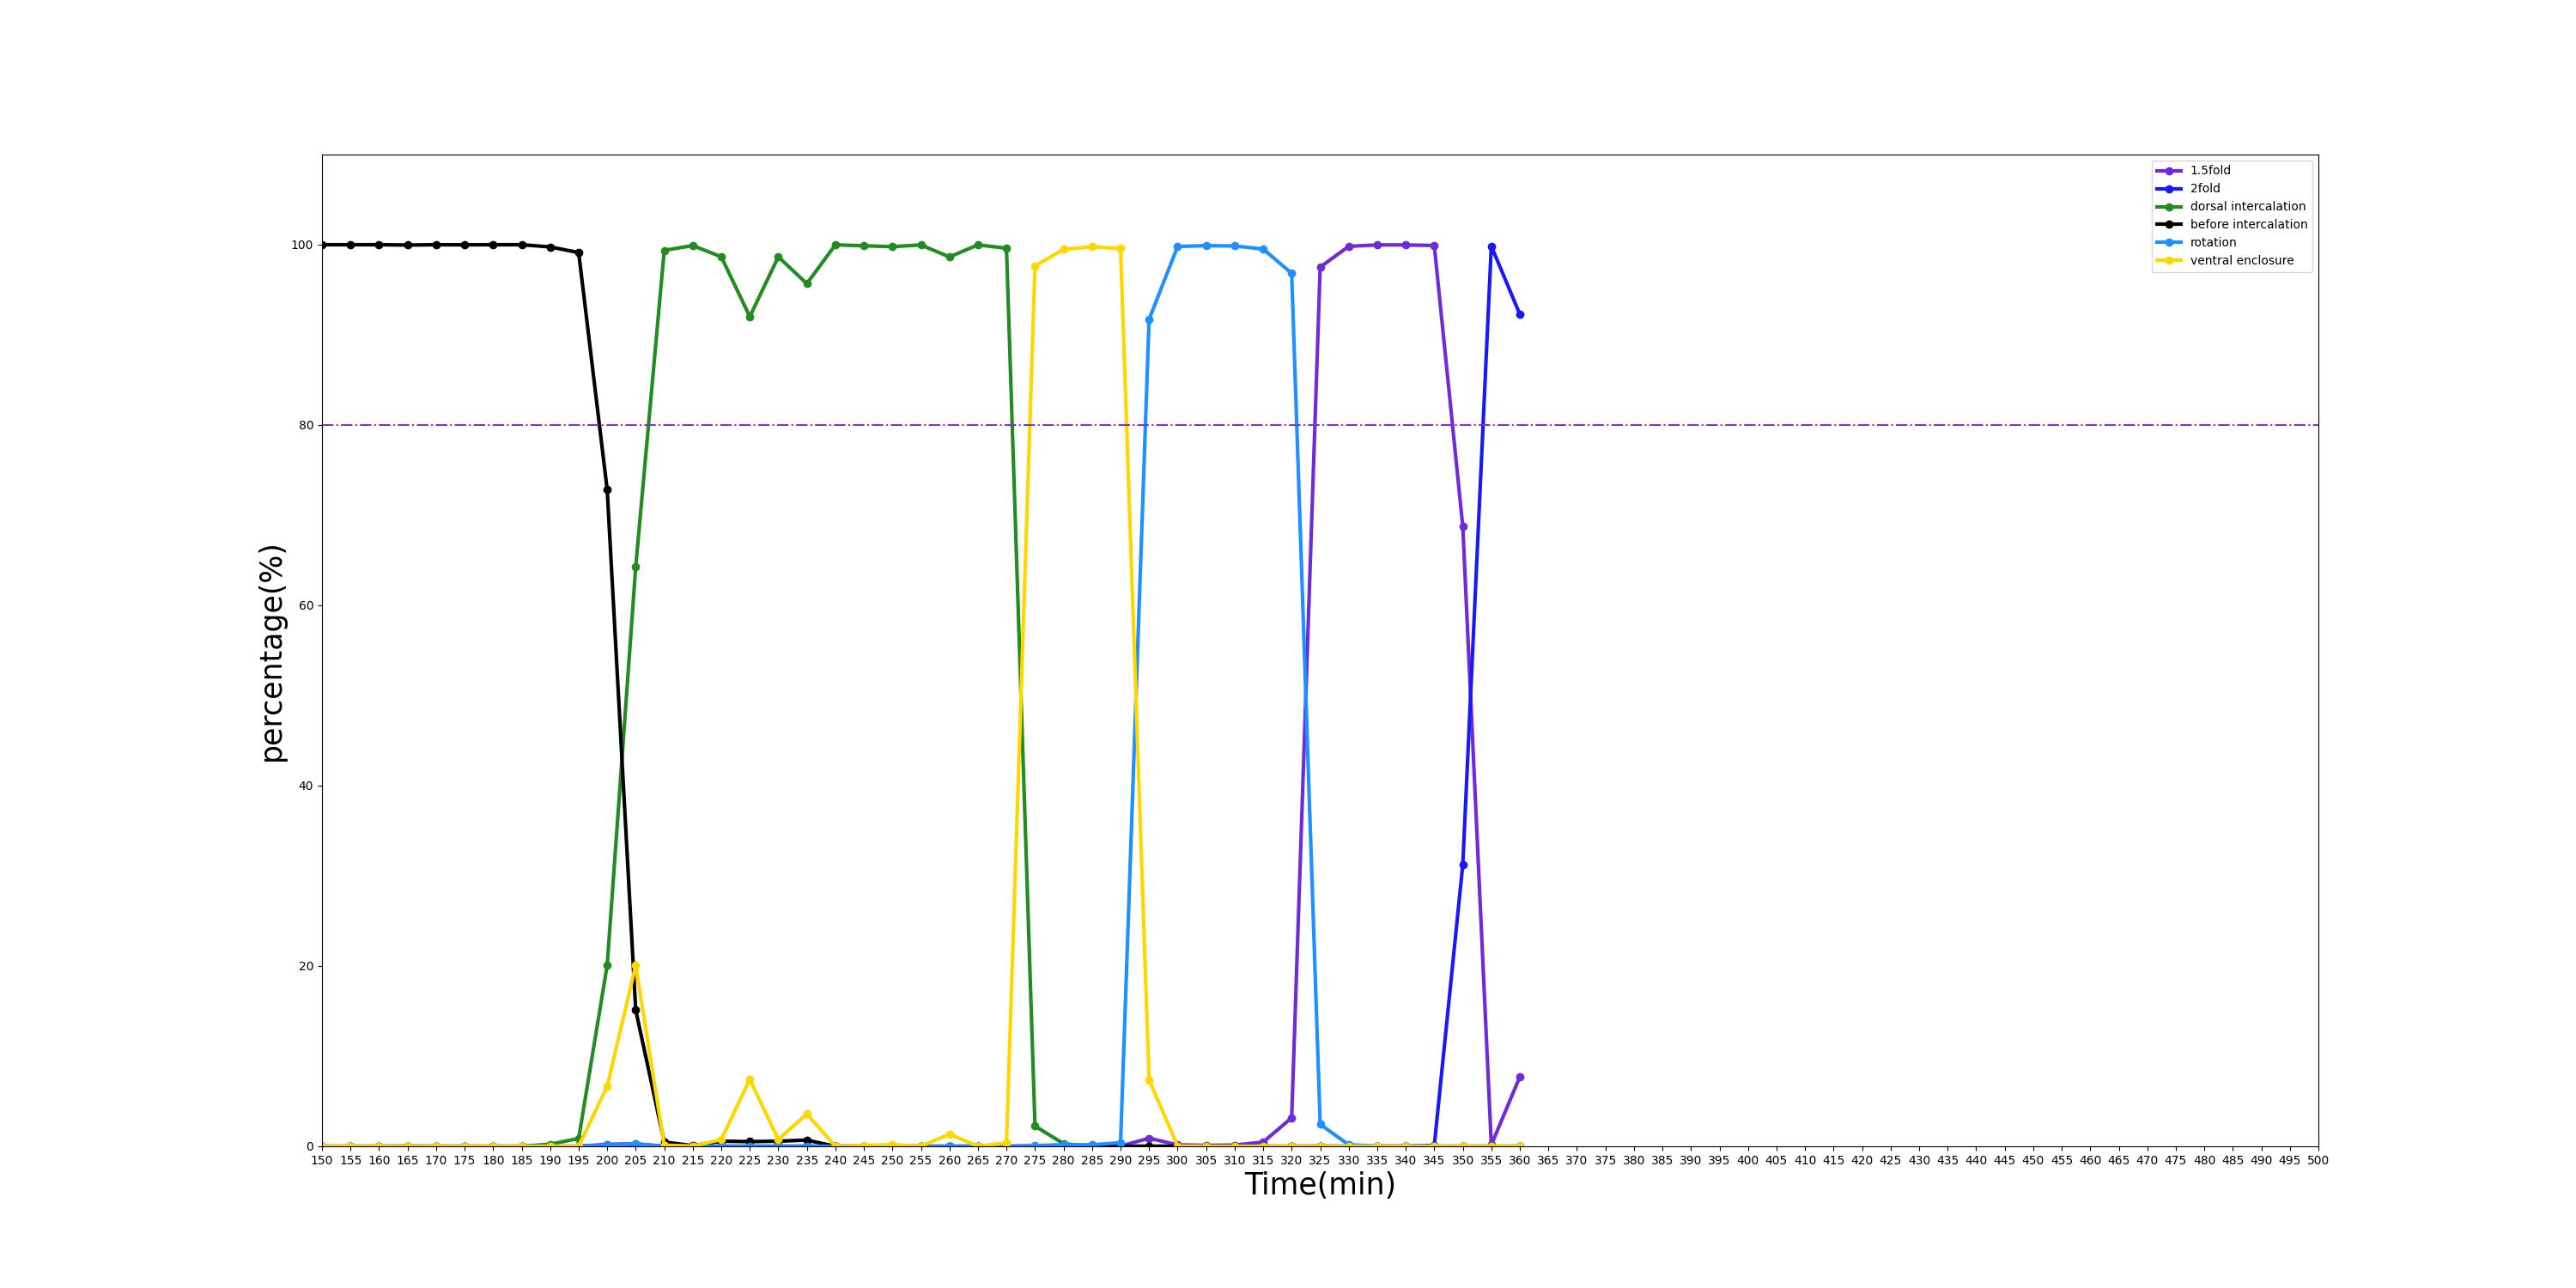 1.5fold
2fold
dorsal intercalation
before intercalation
rotation
ventral enclosure
100
80
60
40
20
0
percentage(%)
150 155 160 165 170 175 180 185 190 195 200 205 210 215 220 225 230 235 240 245 250 255 260 265 270 275 280 285 290 295 300 305 310 315 320 325 330 335 340 345 350 355 360 365 370 375 380 385 390 395 400 405 410 415 420 425 430 435 440 445 450 455 460 465 470 475 480 485 490 495 500
Time(min)